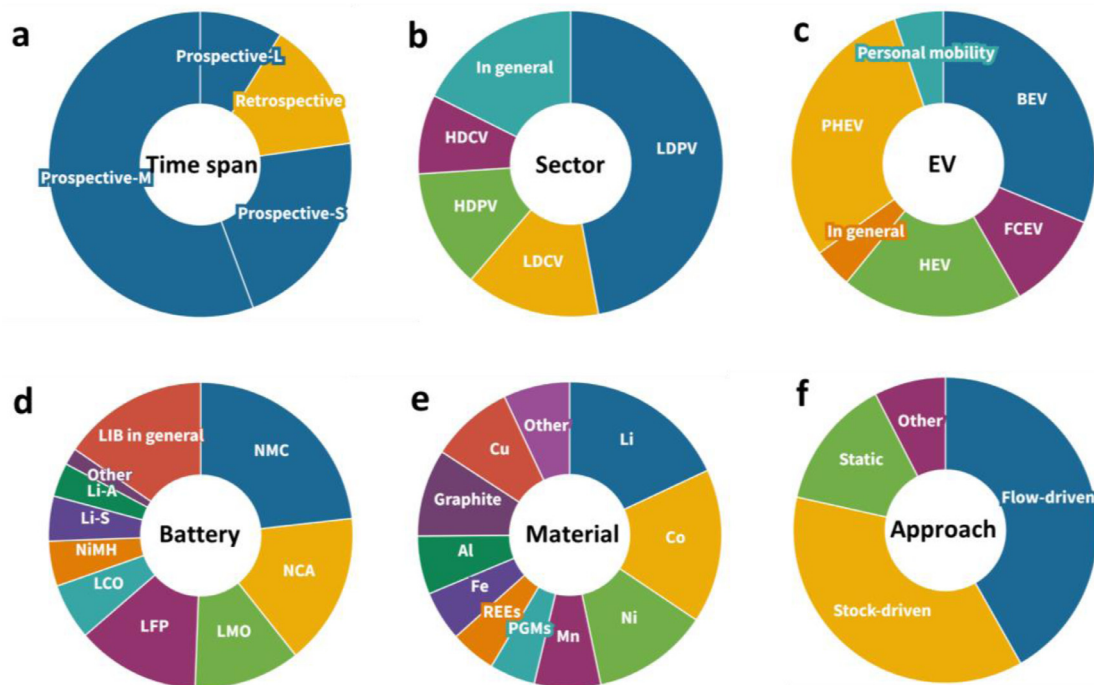 a
Prospective-L
Retrospective
Time span
Prospective-M
Prospective-S
b
In general
HDCV
Sector
LDPV
HDPV
LDCV
c
Personal mobility
BEV
PHEV
EV
In general
FCEV
HEV
d
LIB in general
NMC
Other
Li-A
Li-S
Battery
NiMH
NCA
LCO
LFP
LMO
e
Other
Li
Cu
Graphite
Co
Material
Al
Fe
REEs
PGMs
Mn
Ni
f
Other
Static
Flow-driven
Approach
Stock-driven